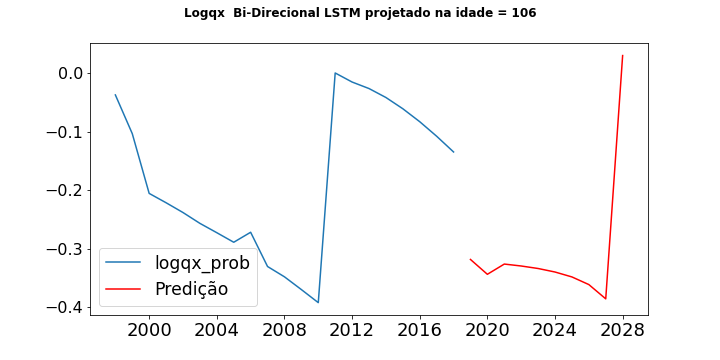 Logqx Bi-Direcional LSTM projetado na idade = 106
0.0
−0.1
−0.2
−0.3
−0.4
logqx_prob
Predição
2000 2004 2008 2012 2016 2020 2024 2028